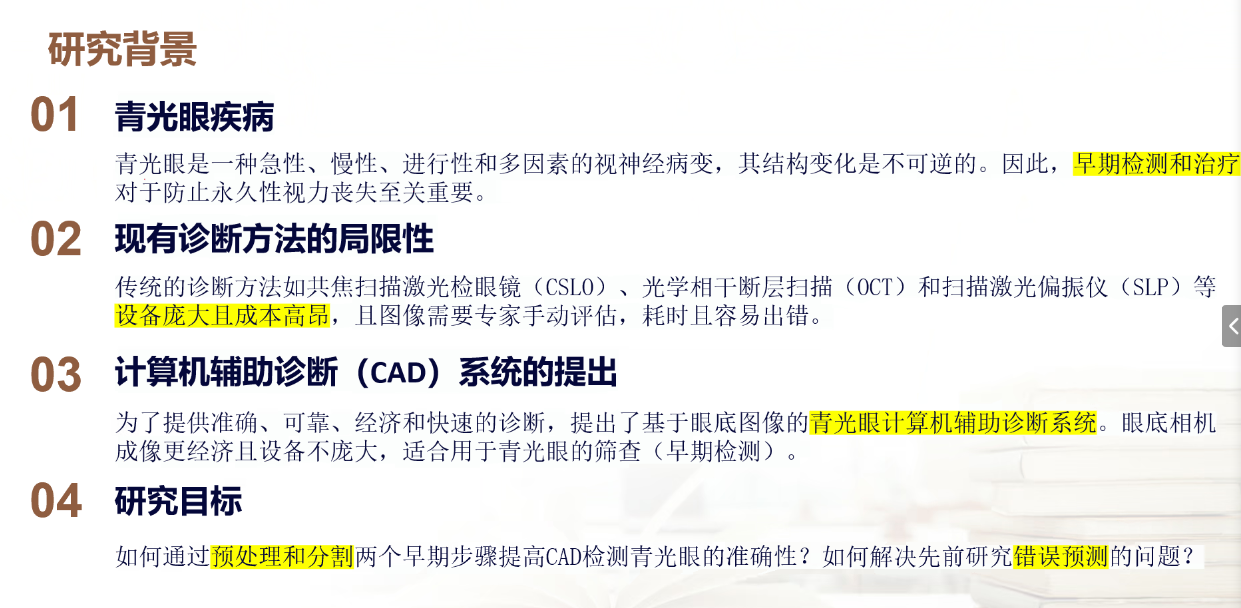 研究背景
01 青光眼疾病
青光眼是一种急性、慢性、进行性和多因素的视神经病变，其结构变化是不可逆的。因此，早期检测和治疗
对于防止永久性视力丧失至关重要。
02 现有诊断方法的局限性
传统的诊断方法如共焦扫描激光检眼镜（CSLO）、光学相干断层扫描（OCT）和扫描激光偏振仪（SLP）等
设备庞大且成本高昂，且图像需要专家手动评估，耗时且容易出错。
03 计算机辅助诊断（CAD）系统的提出
为了提供准确、可靠、经济和快速的诊断，提出了基于眼底图像的青光眼计算机辅助诊断系统。眼底相机
成像更经济且设备不庞大，适合用于青光眼的筛查（早期检测）。
04 研究目标
如何通过预处理和分割两个早期步骤提高CAD检测青光眼的准确性？如何解决先前研究错误预测的问题？